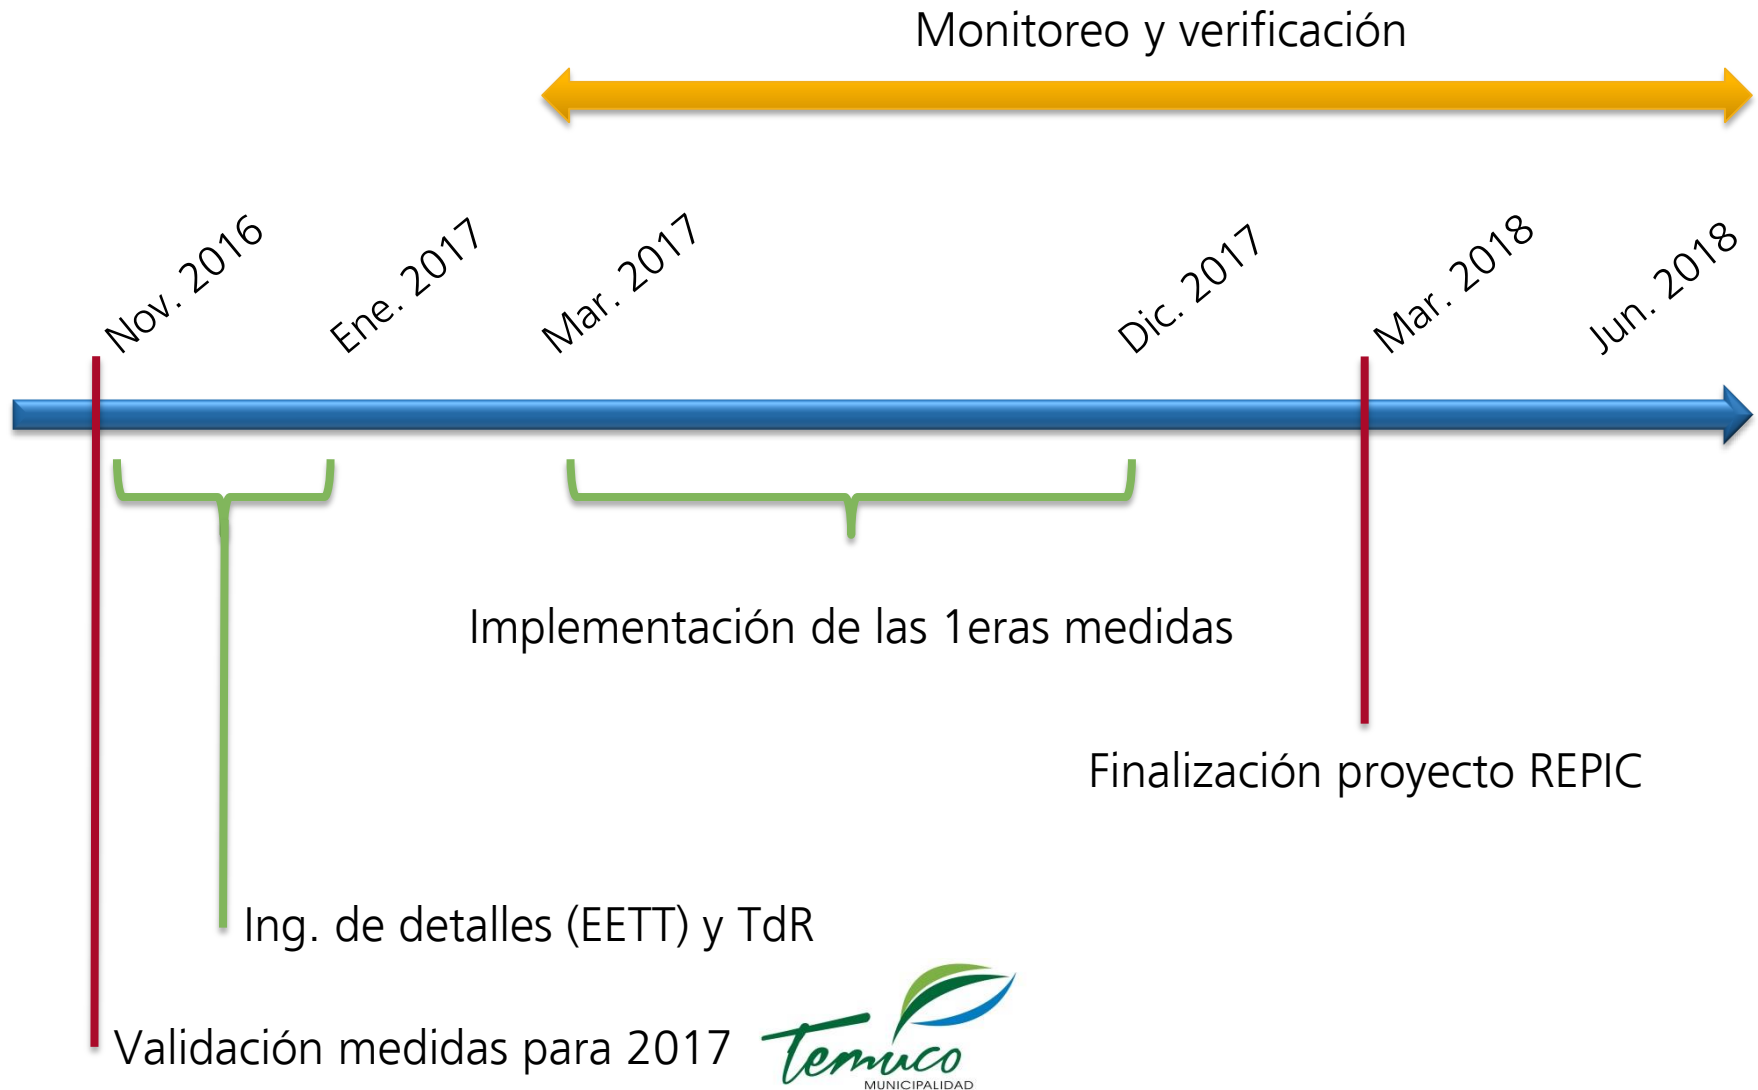 Monitoreo y verificación
Nov. 2016
Ene. 2017
Mar. 2017
Dic. 2017
Mar. 2018
Jun. 2018
Implementación de las 1eras medidas
Finalización proyecto REPIC
Ing. de detalles (EETT) y TdR
Validación medidas para 2017
Temuco
MUNICIPALIDAD